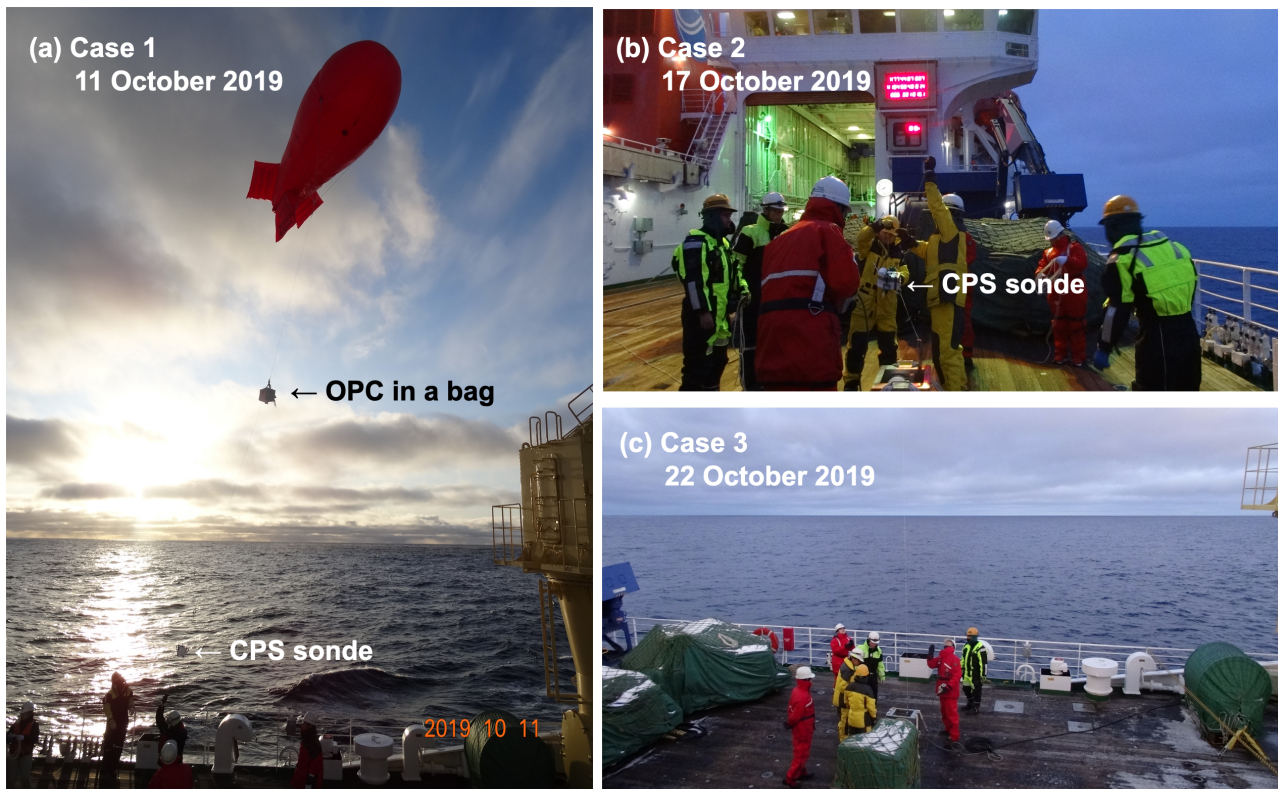 (a) Case 1
11 October 2019
← OPC in a bag
← CPS sonde
2019 10 11
(b) Case 2
17 October 2019
← CPS sonde
(c) Case 3
22 October 2019